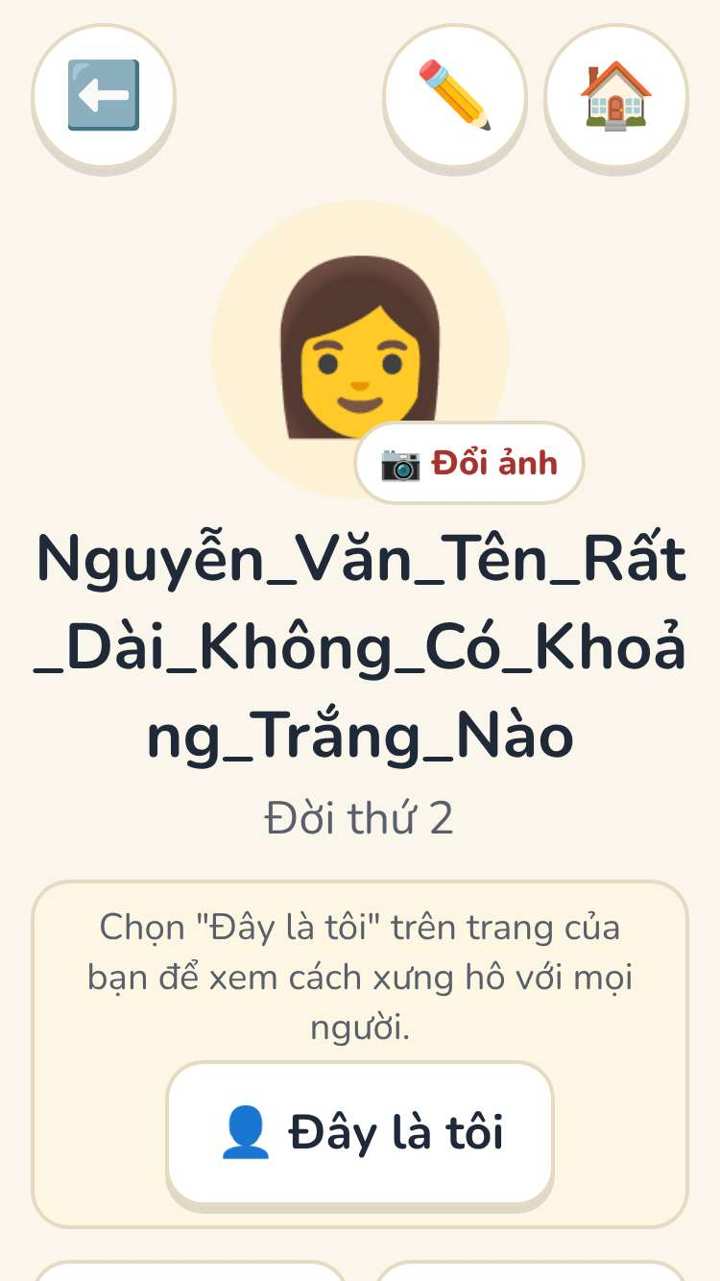 Đổi ảnh
Nguyễn_Văn_Tên_Rất
_Dài_Không_Có_Khoả
ng_Trắng_Nào
Đời thứ 2
Chọn "Đây là tôi" trên trang của
bạn để xem cách xưng hô với mọi
người.
Đây là tôi